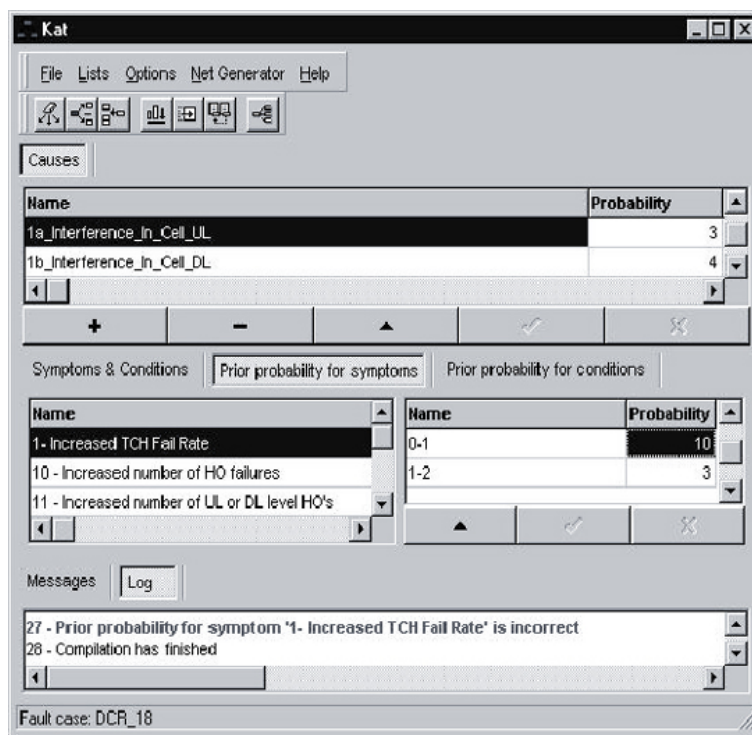 Kat
File Lists Options Net Generator Help
Causes
Name Probability
1a_Interference_In_Cell_UL 3
1b_Interference_In_Cell_DL 4
+ −
Symptoms & Conditions Prior probability for symptoms Prior probability for conditions
Name Name Probability
1- Increased TCH Fail Rate 0-1 10
10 - Increased number of HO failures 1-2 3
11 - Increased number of UL or DL level HO's
Messages Log
27 - Prior probability for symptom '1- Increased TCH Fail Rate' is incorrect
28 - Compilation has finished
Fault case: DCR_18